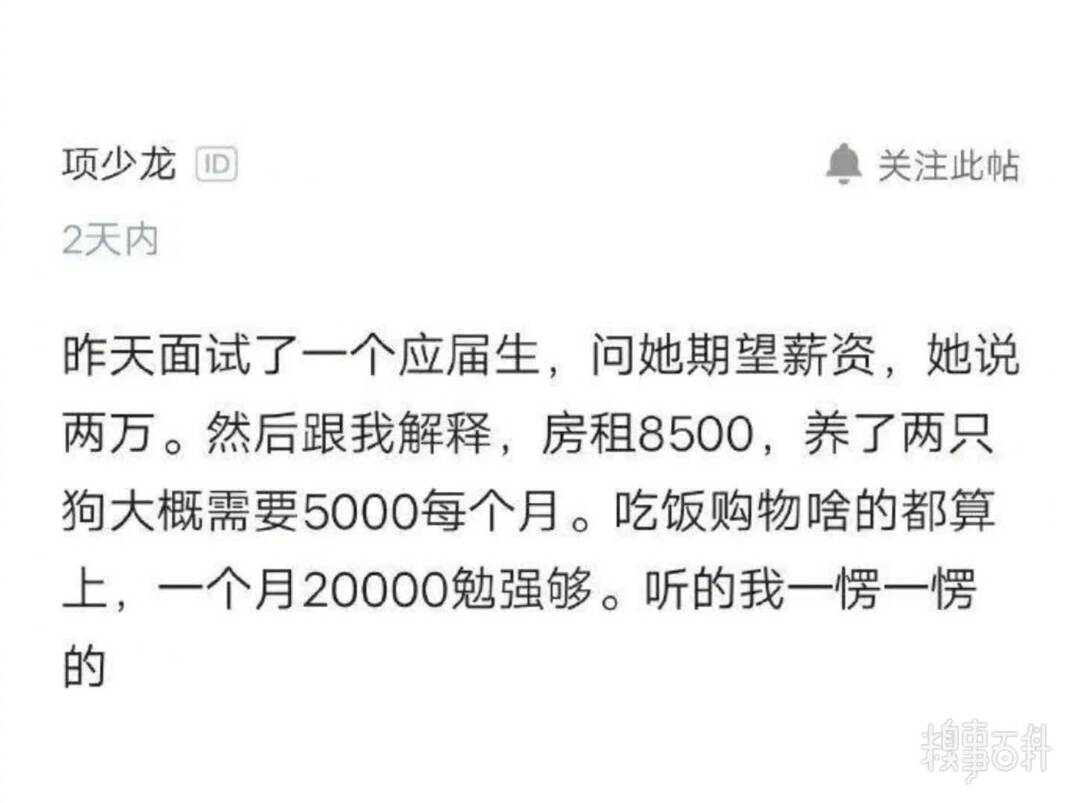 项少龙 ID 关注此帖
2天内
昨天面试了一个应届生，问她期望薪资，她说
两万。然后跟我解释，房租8500，养了两只
狗大概需要5000每个月。吃饭购物啥的都算
上，一个月20000勉强够。听的我一愣一愣
的
糗事百科